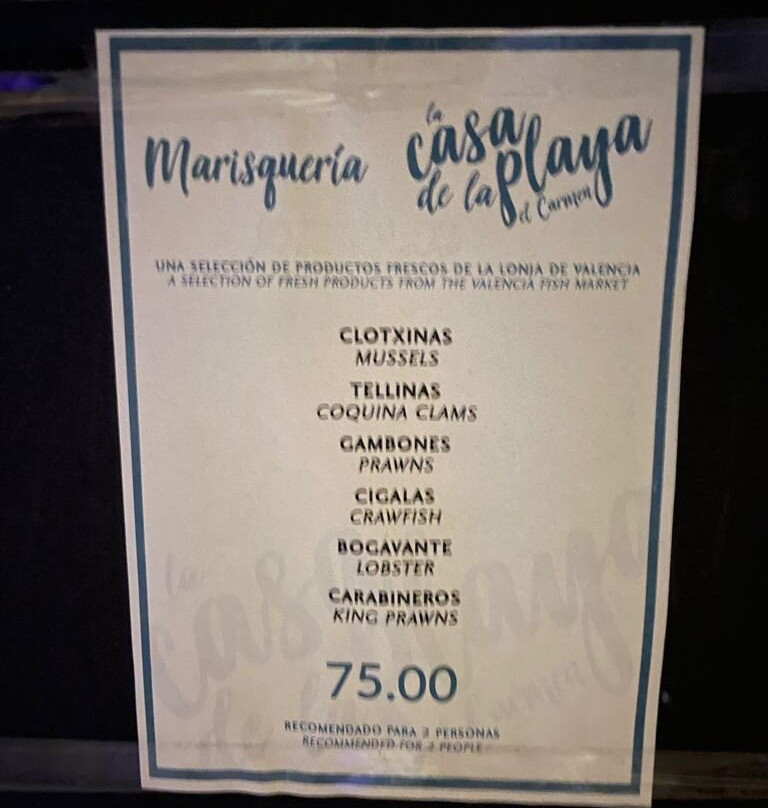 Marisquería
la casa de la playa
el Carmen
UNA SELECCIÓN DE PRODUCTOS FRESCOS DE LA LONJA DE VALENCIA
A SELECTION OF FRESH PRODUCTS FROM THE VALENCIA FISH MARKET
CLOTXINAS
MUSSELS
TELLINAS
COQUINA CLAMS
GAMBONES
PRAWNS
CIGALAS
CRAWFISH
BOGAVANTE
LOBSTER
CARABINEROS
KING PRAWNS
75.00
RECOMENDADO PARA PERSONAS
RECOMMENDED FOR PEOPLE